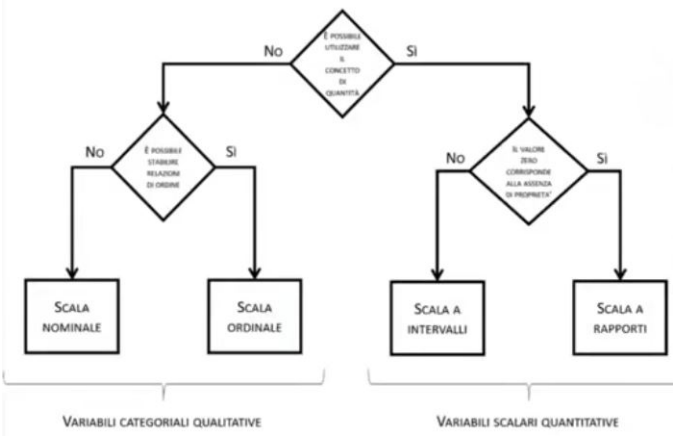 È POSSIBILE
UTILIZZARE
IL
CONCETTO
DI
QUANTITÀ
No
Sì
È POSSIBILE
STABILIRE
RELAZIONI
DI ORDINE
No
Sì
IL VALORE
ZERO
CORRISPONDE
ALLA ASSENZA
DI PROPRIETA'
No
Sì
SCALA
NOMINALE
SCALA
ORDINALE
SCALA A
INTERVALLI
SCALA A
RAPPORTI
VARIABILI CATEGORIALI QUALITATIVE
VARIABILI SCALARI QUANTITATIVE